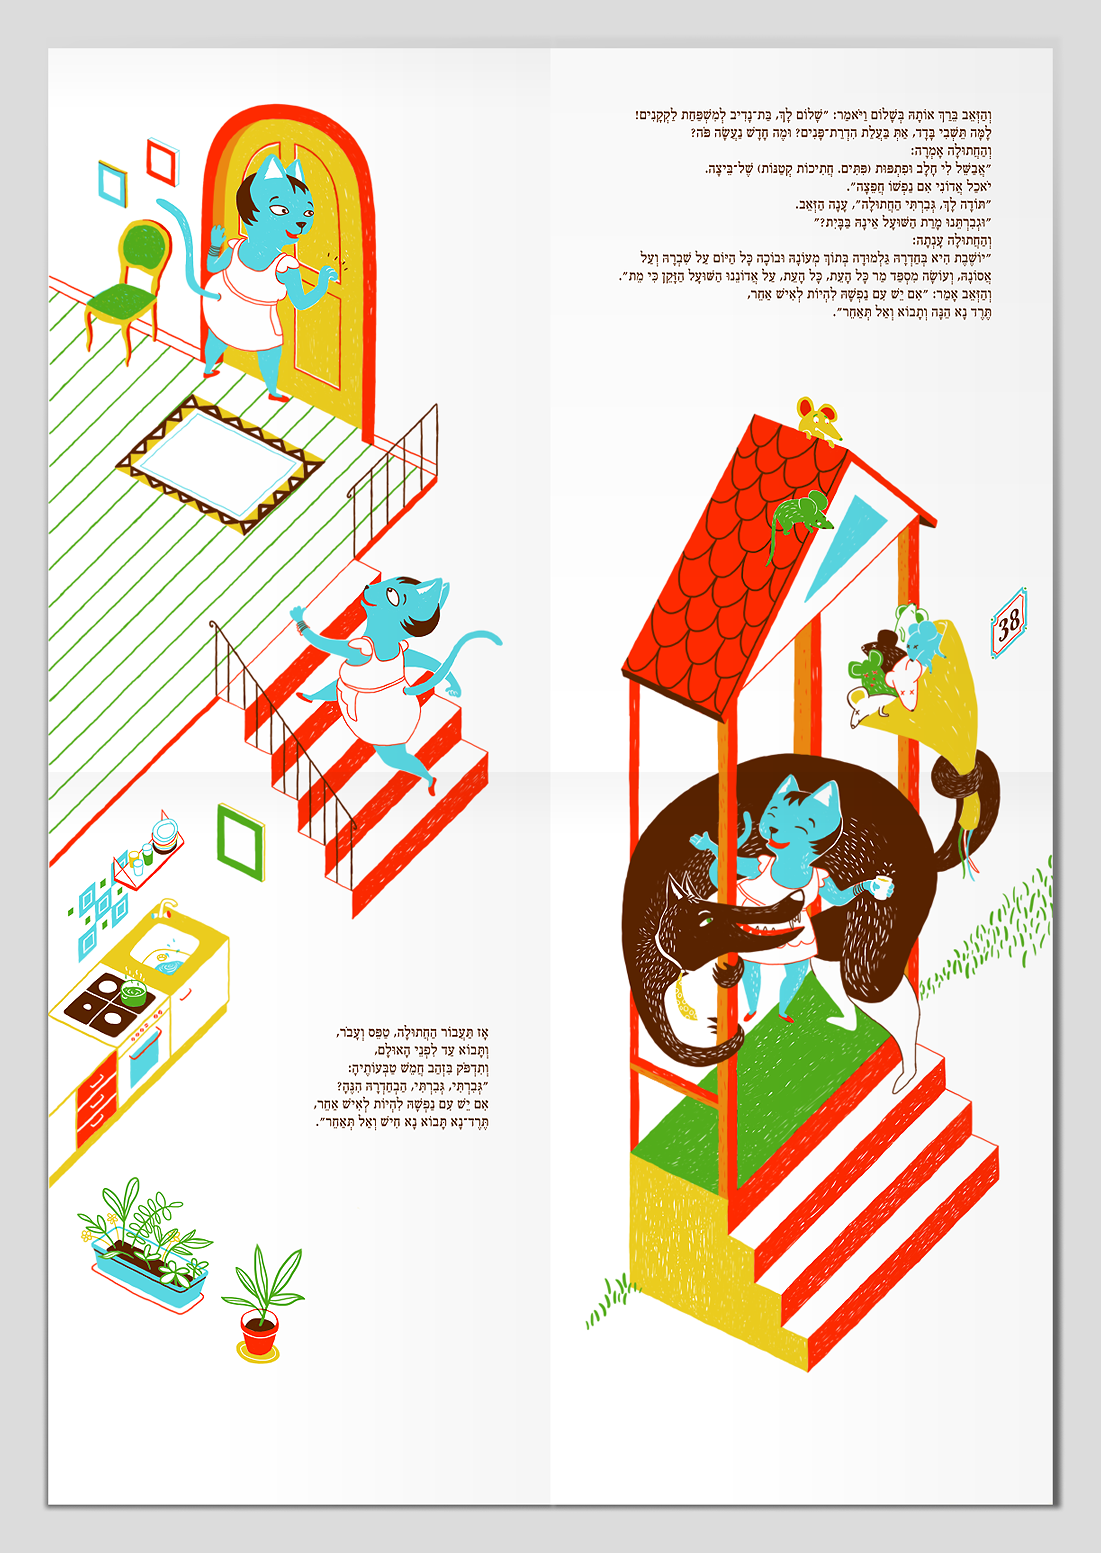 וְהַזְּאֵב בֵּרֵךְ אוֹתָהּ בְּשָׁלוֹם וַיֹּאמַר: ״שָׁלוֹם לָךְ, בַּת־נָדִיב לְמִשְׁפַּחַת לַקְקָנִים!
לָמָּה תֵּשְׁבִי בָּדָד, אַתְּ בַּעֲלַת הִדְרַת־פָּנִים? וּמֶה חָדָשׁ נַעֲשָׂה פֹּה?
וְהַחֲתוּלָה אָמְרָה:
״אֲבַשֵּׁל לִי חָלָב וּפִתְפּוּת (פִּתִּים. חֲתִיכוֹת קְטַנּוֹת) שֶׁל־בֵּיצָה.
יֹאכַל אֲדוֹנִי אִם נַפְשׁוֹ חֲפֵצָה״.
״תּוֹדָה לָךְ, גְּבִרְתִּי הַחֲתוּלָה״, עָנָה הַזְּאֵב.
״וּגְבִרְתֵּנוּ מָרַת הַשּׁוּעָל אֵינָהּ בַּבַּיִת?״
וְהַחֲתוּלָה עָנְתָה:
״יוֹשֶׁבֶת הִיא בְּחַדְרָהּ גַּלְמוּדָה בְּתוֹךְ מְעוֹנָהּ וּבוֹכָה כָּל הַיּוֹם עַל שִׁבְרָהּ וְעַל
אֲסוֹנָהּ, וְעוֹשָׂה מִסְפֵּד מַר כָּל הָעֵת, כָּל הָעֵת, עַל אֲדוֹנֵנוּ הַשּׁוּעָל הַזָּקֵן כִּי מֵת״.
וְהַזְּאֵב אָמַר: ״אִם יֵשׁ עִם נַפְשָׁהּ לִהְיוֹת לְאִישׁ אַחֵר,
תֵּרֶד נָא הֵנָּה וְתָבוֹא וְאַל תְּאַחֵר״.
אָז תַּעֲבוֹר הַחֲתוּלָה, טַפֵּס וְעָבֹר,
וְתָבוֹא עַד לִפְנֵי הָאוּלָם,
וְתִדְפֹּק בִּזְהַב חֲמֵשׁ טַבְּעוֹתֶיהָ:
״גְּבִרְתִּי, גְּבִרְתִּי, הַבְחַדְרָהּ הִנֶּהָ?
אִם יֵשׁ עִם נַפְשָׁהּ לִהְיוֹת לְאִישׁ אַחֵר,
תֵּרֶד־נָא תָּבוֹא נָא חִישׁ וְאַל תְּאַחֵר״.
38